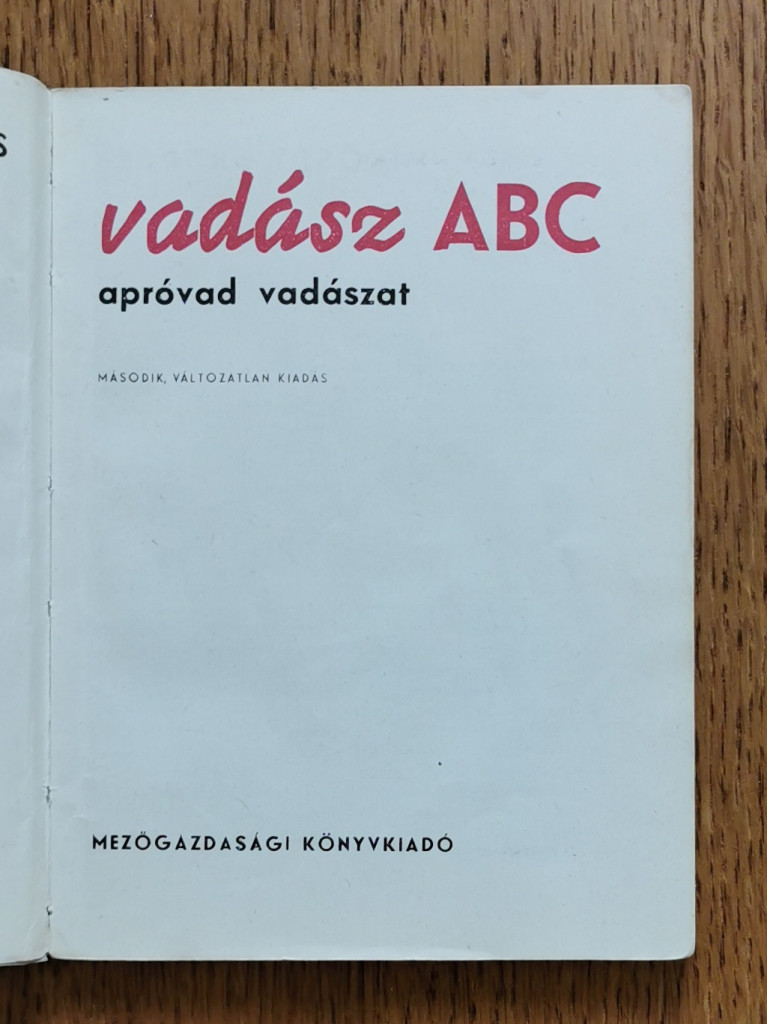 S
vadász ABC
apróvad vadászat
MÁSODIK, VÁLTOZATLAN KIADÁS
MEZŐGAZDASÁGI KÖNYVKIADÓ